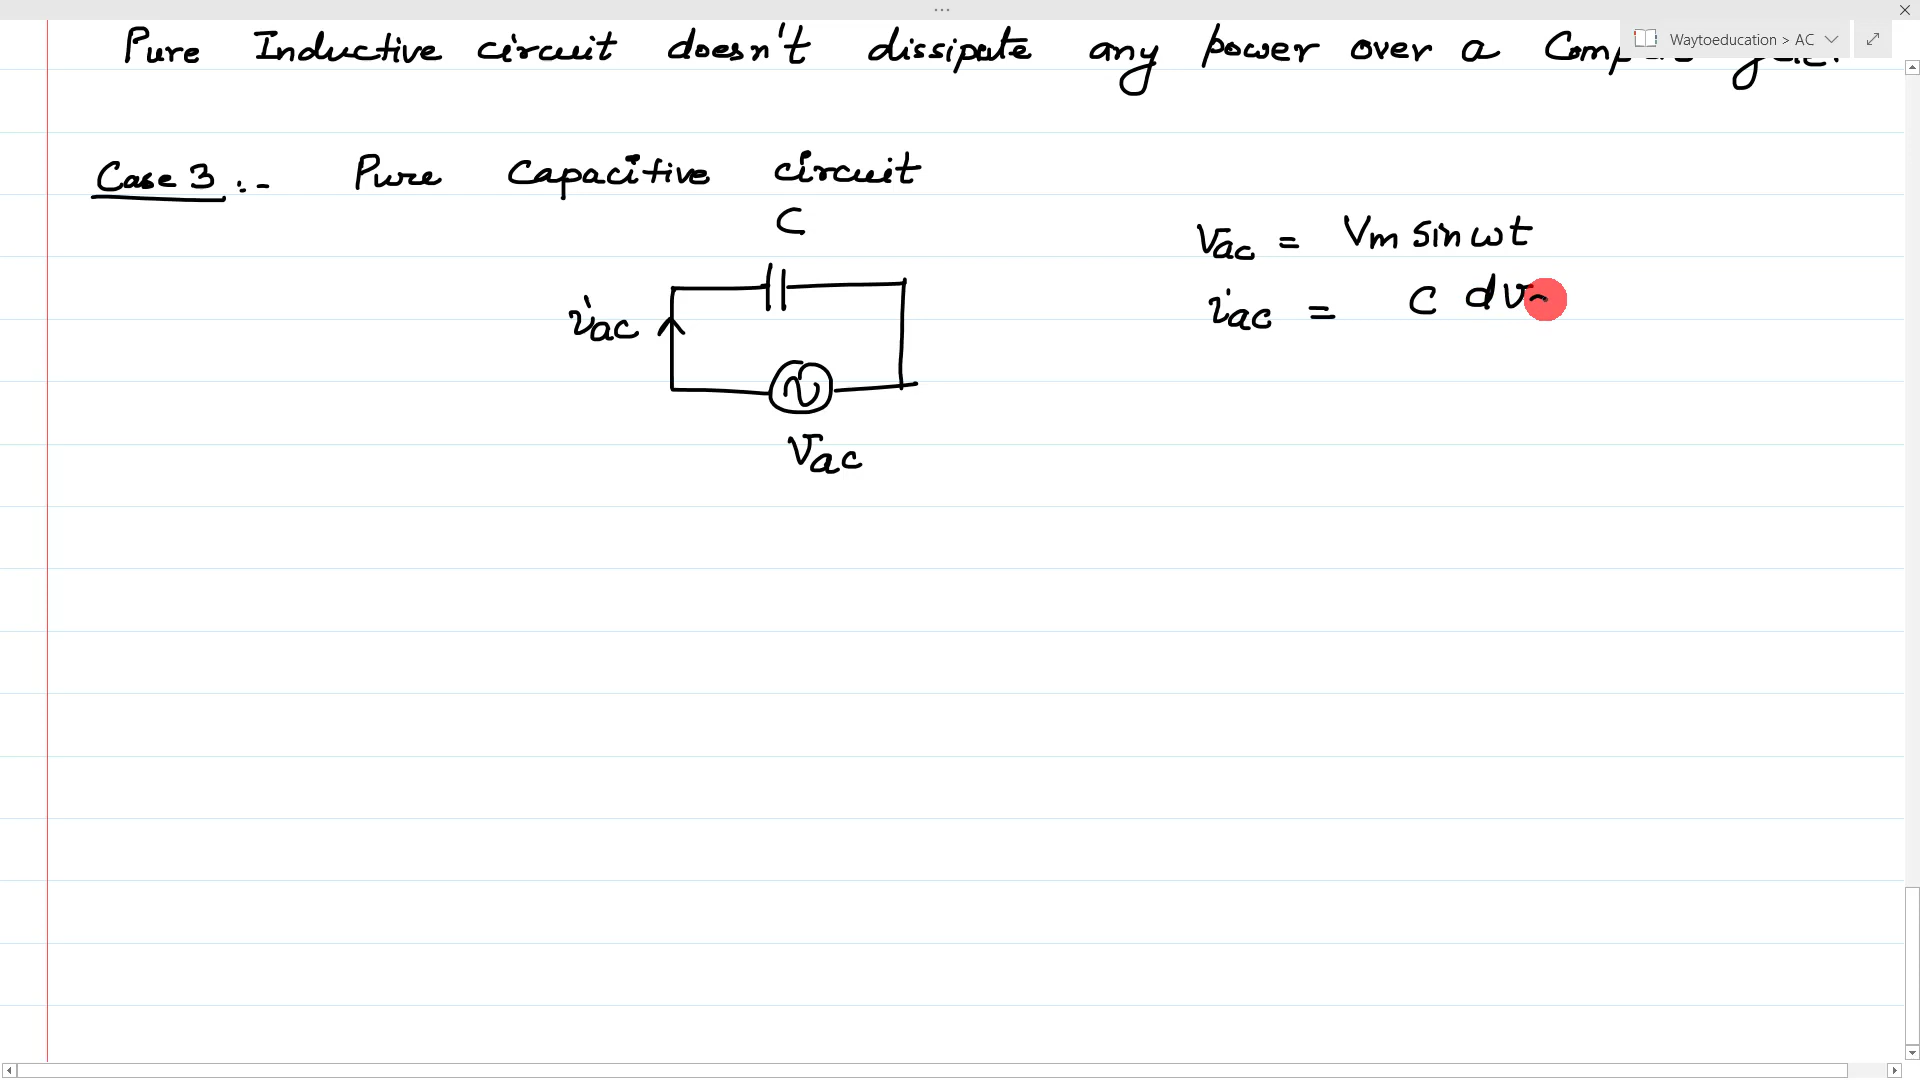 Waytoeducation > AC
Pure Inductive circuit doesn't dissipate any power over a
Case 3 :- Pure Capacitive circuit
C
Vac = Vm sin ωt
iac
iac = C dv
Vac